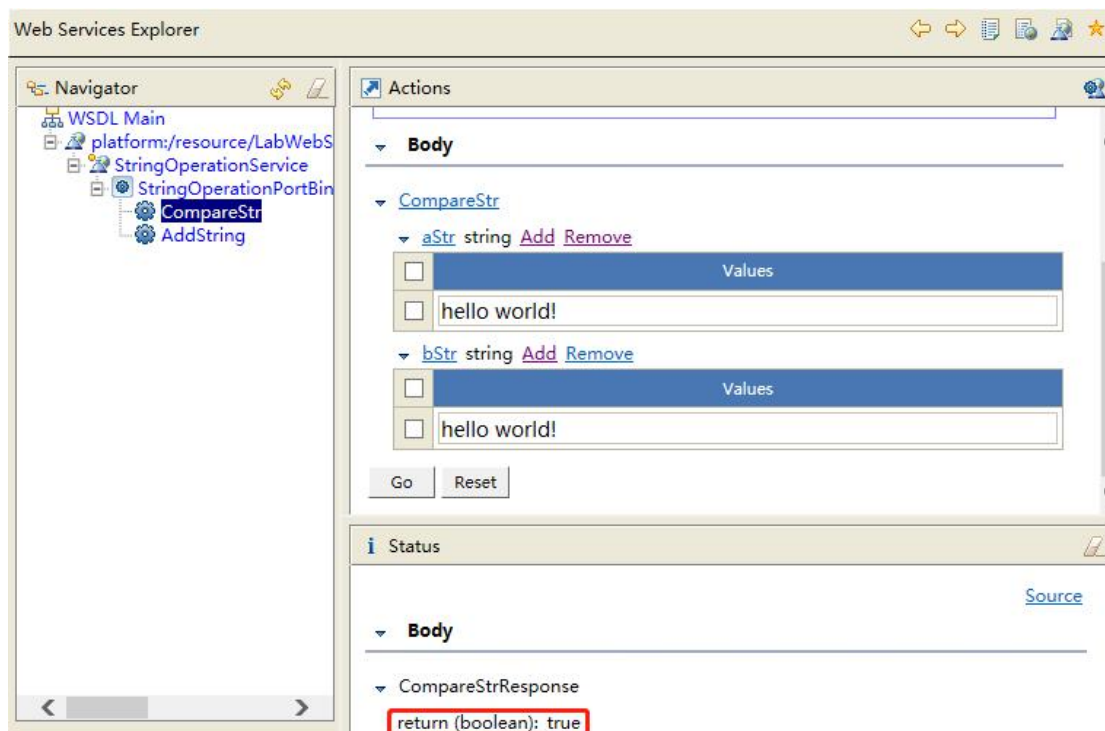 Web Services Explorer
Navigator
WSDL Main
platform:/resource/LabWebS
StringOperationService
StringOperationPortBin
CompareStr
AddString
Actions
Body
CompareStr
aStr string Add Remove
Values
hello world!
bStr string Add Remove
Values
hello world!
Go Reset
i Status
Source
Body
CompareStrResponse
return (boolean): true